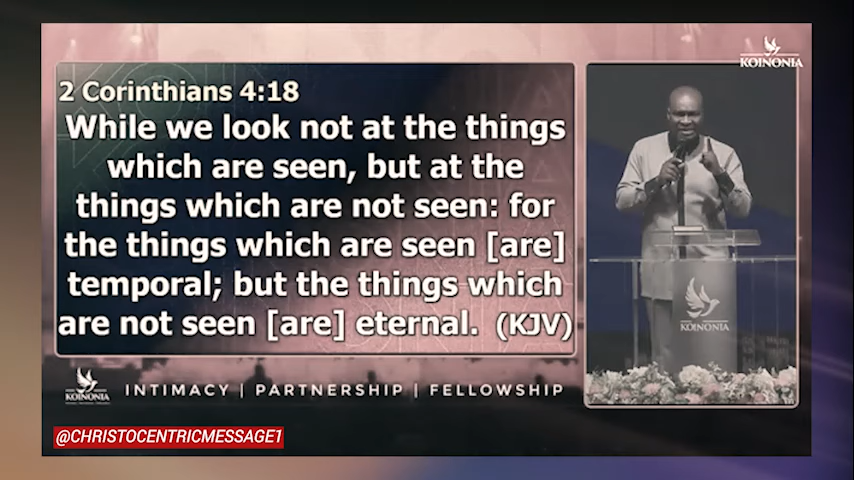 KOINONIA
2 Corinthians 4:18
While we look not at the things
which are seen, but at the
things which are not seen: for
the things which are seen [are]
temporal; but the things which
are not seen [are] eternal. (KJV)
KOINONIA
KOINONIA
INTIMACY | PARTNERSHIP | FELLOWSHIP
@CHRISTOCENTRICMESSAGE1